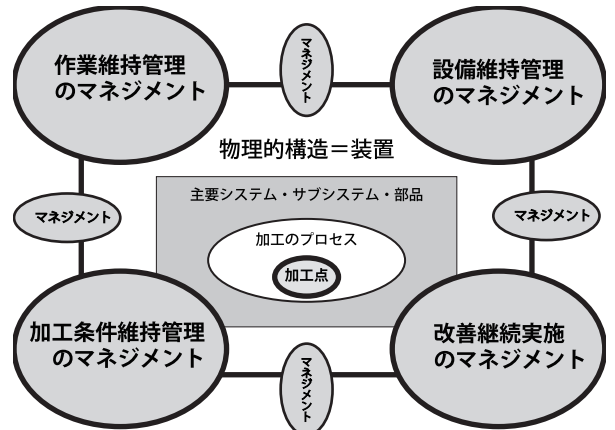 作業維持管理
のマネジメント
マネジメント
設備維持管理
のマネジメント
物理的構造＝装置
主要システム・サブシステム・部品
マネジメント
加工のプロセス
マネジメント
加工点
加工条件維持管理
のマネジメント
マネジメント
改善継続実施
のマネジメント